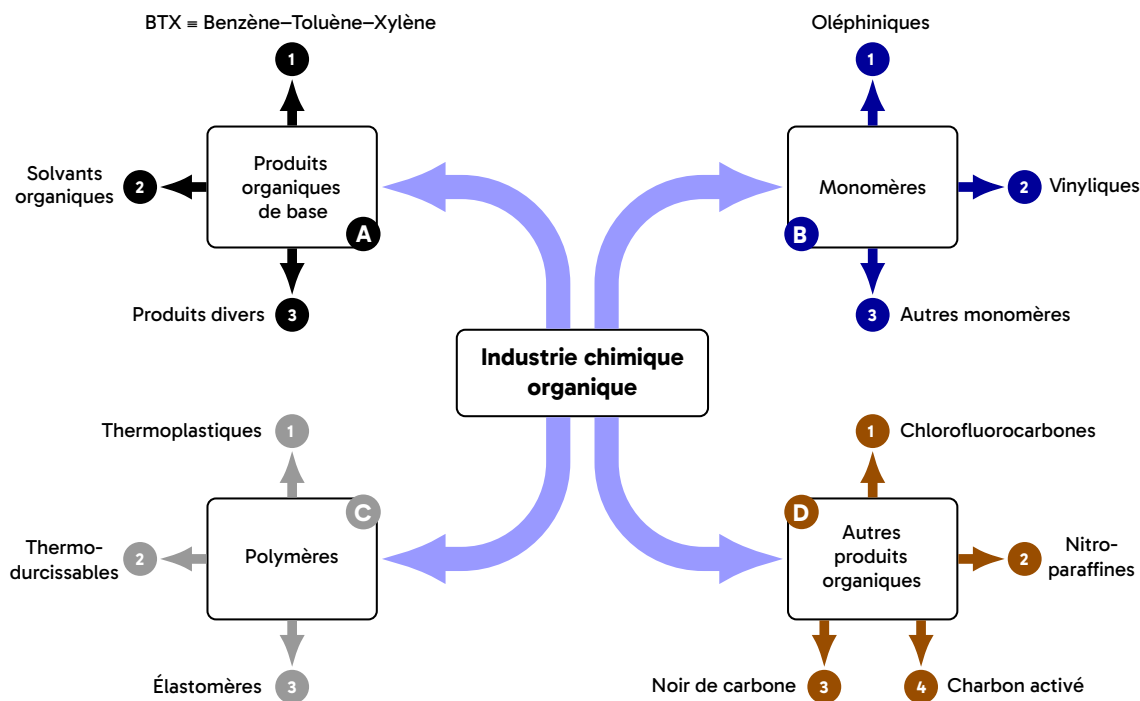 BTX ≡ Benzène–Toluène–Xylène
1
Solvants
organiques
2
Produits
organiques
de base
A
Produits divers
3
Oléphiniques
1
Monomères
B
2
Vinyliques
3
Autres monomères
Industrie chimique
organique
Thermoplastiques
1
C
Thermo-
durcissables
2
Polymères
Élastomères
3
1
Chlorofluorocarbones
D
Autres
produits
organiques
2
Nitro-
paraffines
Noir de carbone
3
4
Charbon activé